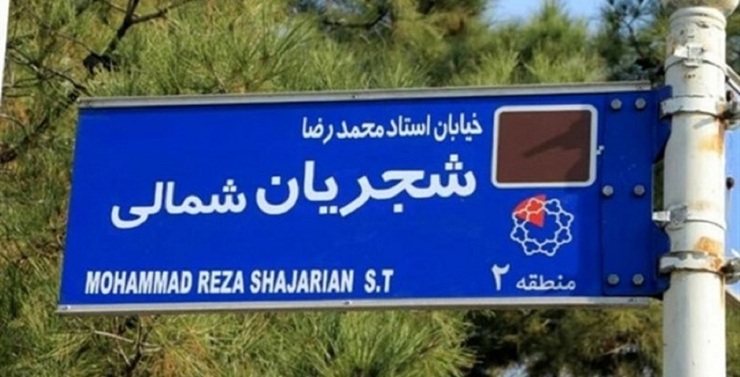 خیابان استاد محمد رضا
شجریان شمالی
MOHAMMAD REZA SHAJARIAN S.T
منطقه ۲